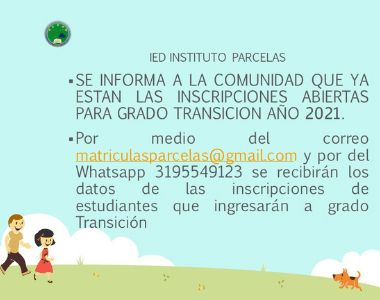 IED INSTITUTO PARCELAS
▪SE INFORMA A LA COMUNIDAD QUE YA
ESTAN LAS INSCRIPCIONES ABIERTAS
PARA GRADO TRANSICION AÑO 2021.
▪Por medio del correo
matriculasparcelas@gmail.com y por del
Whatsapp 3195549123 se recibirán los
datos de las inscripciones de
estudiantes que ingresarán a grado
Transición